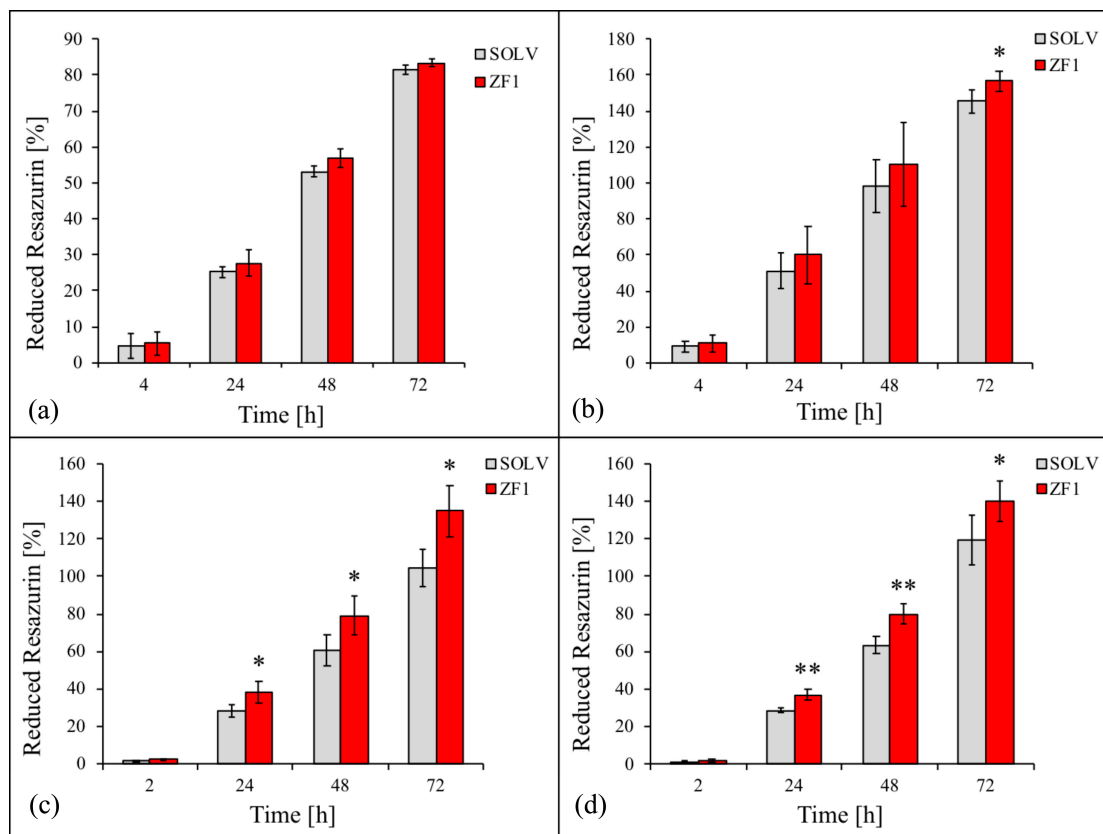 90
80
70
60
50
40
30
20
10
0
Reduced Resazurin [%]
SOLV
ZF1
4 24 48 72
Time [h]
(a)
180
160
140
120
100
80
60
40
20
0
Reduced Resazurin [%]
SOLV
ZF1
*
4 24 48 72
Time [h]
(b)
160
140
120
100
80
60
40
20
0
Reduced Resazurin [%]
SOLV
ZF1
* * *
2 24 48 72
Time [h]
(c)
160
140
120
100
80
60
40
20
0
Reduced Resazurin [%]
SOLV
ZF1
** ** *
2 24 48 72
Time [h]
(d)